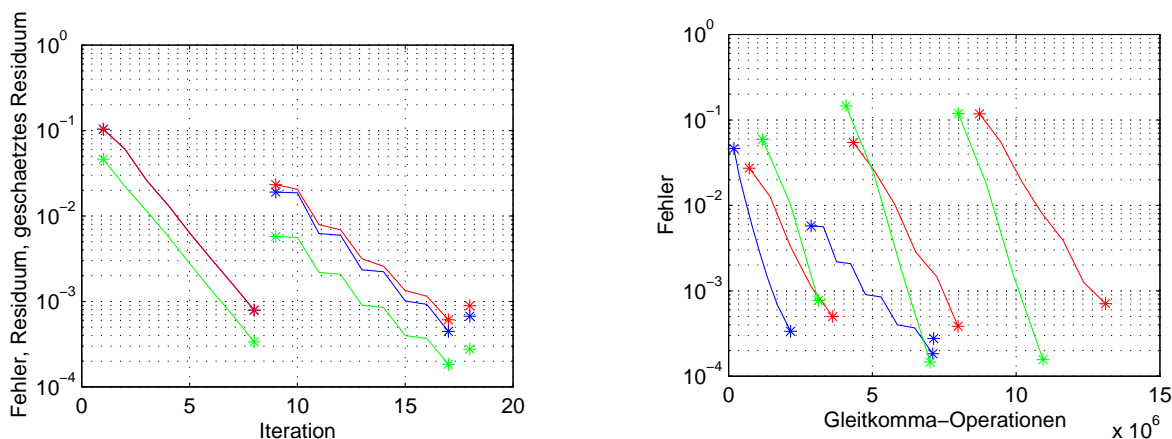 Fehler, Residuum, geschaetztes Residuum
10^0
10^-1
10^-2
10^-3
10^-4
0 5 10 15 20
Iteration
Fehler
10^0
10^-1
10^-2
10^-3
10^-4
0 5 10 15
Gleitkomma-Operationen
x 10^6